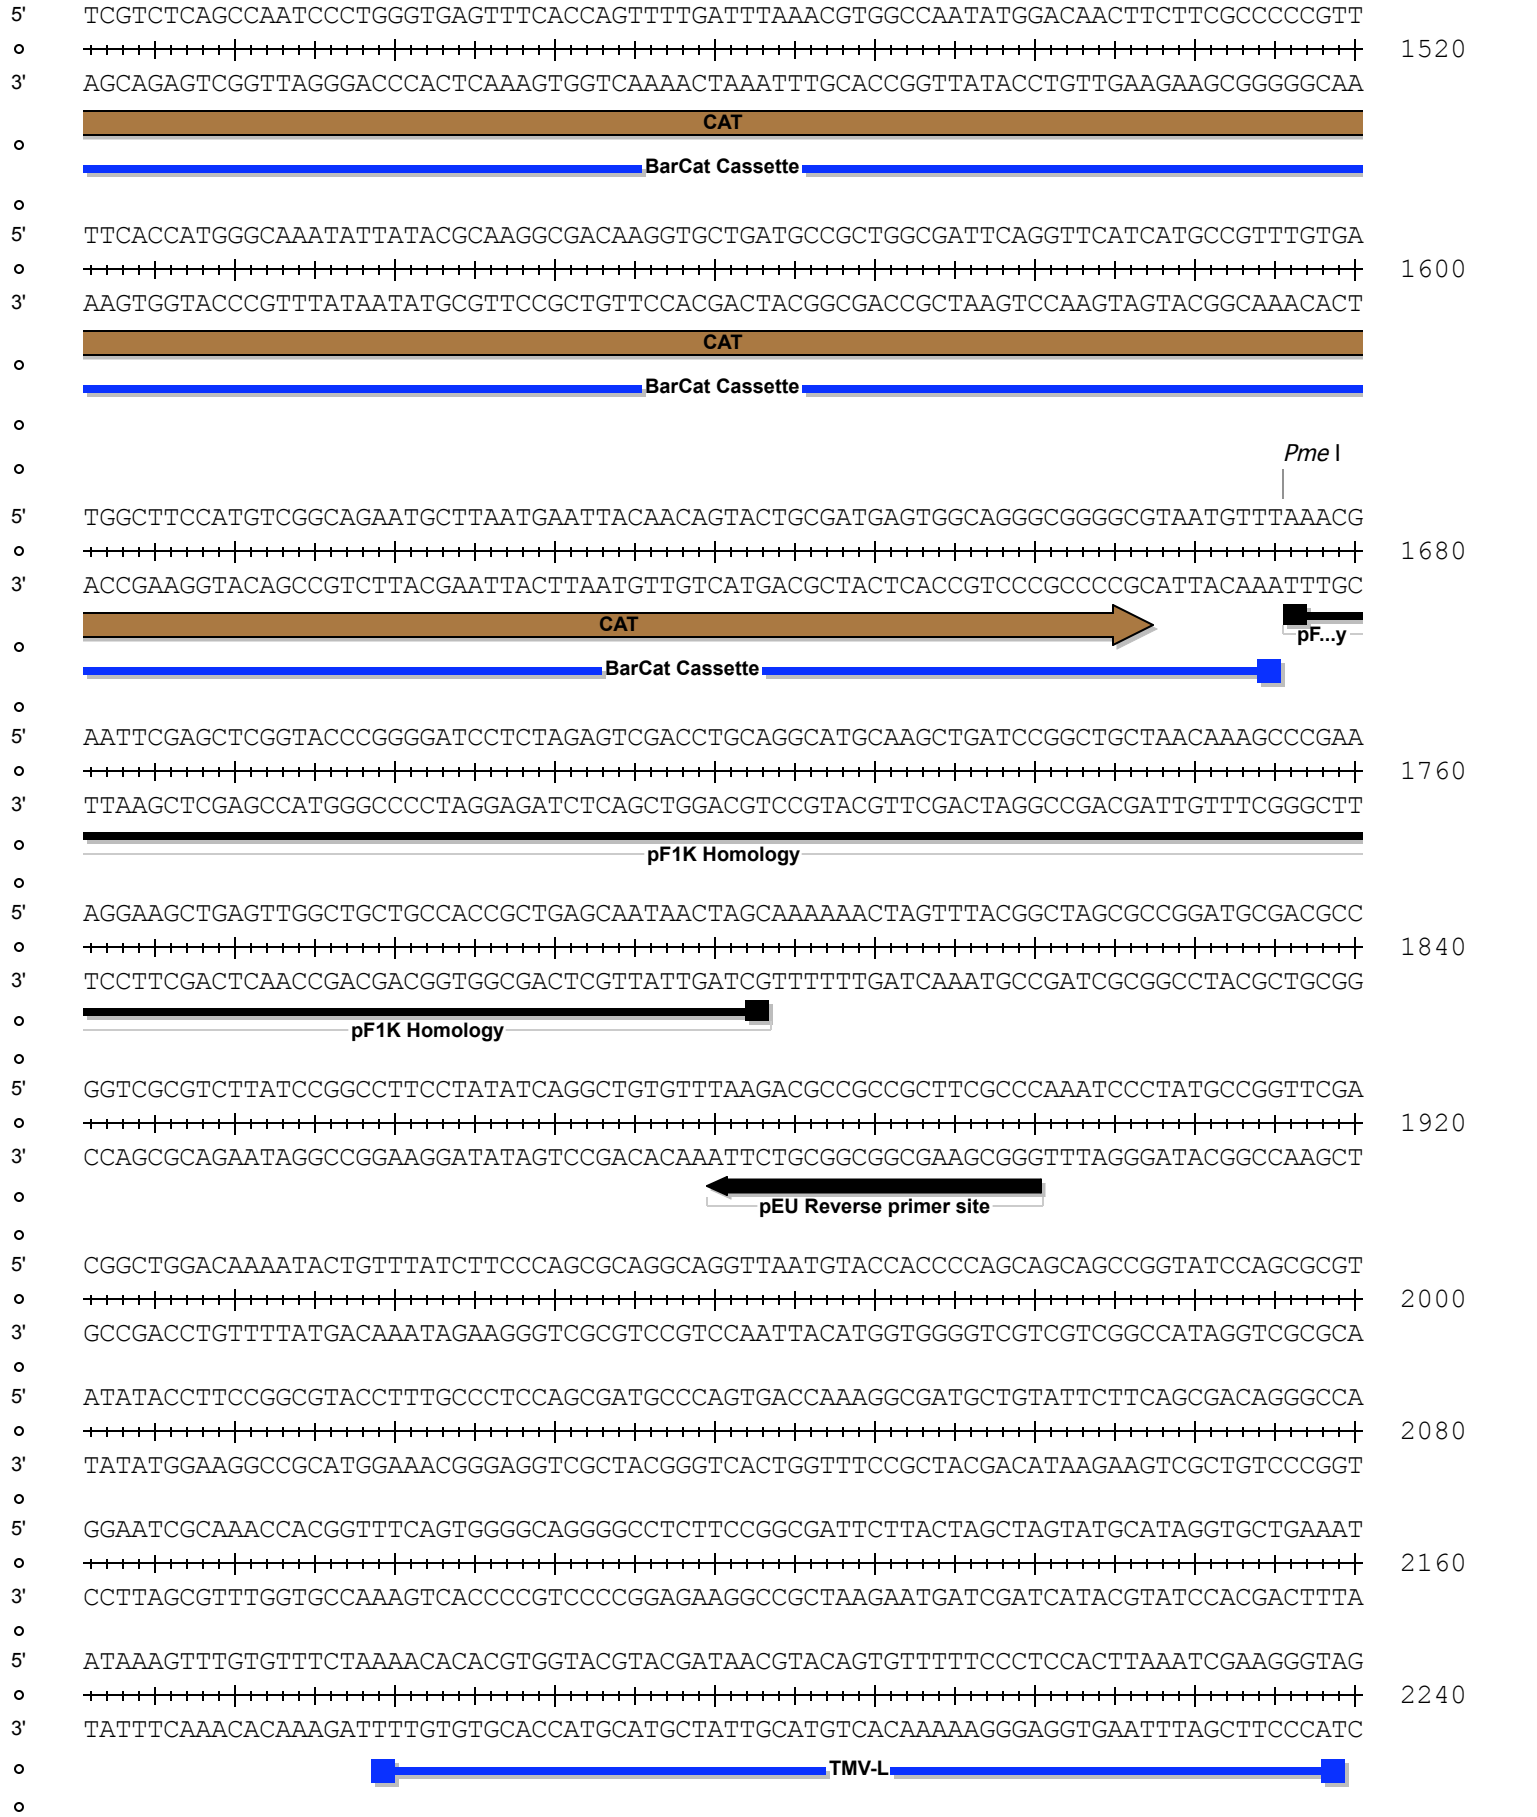 5' TCGTCTCAGCCAATCCCTGGGTGAGTTTCACCAGTTTTGATTTAAACGTGGCCAATATGGACAACTTCTTCGCCCCCGTT
1520
3' AGCAGAGTCGGTTAGGGACCCACTCAAAGTGGTCAAAACTAAATTTGCACCGGTTATACCTGTTGAAGAAGCGGGGGCAA
CAT
BarCat Cassette
5' TTCACCATGGGCAAATATTATACGCAAGGCGACAAGGTGCTGATGCCGCTGGCGATTCAGGTTCATCATGCCGTTTGTGA
1600
3' AAGTGGTACCCGTTTATAATATGCGTTCCGCTGTTCCACGACTACGGCGACCGCTAAGTCCAAGTAGTACGGCAAACACT
CAT
BarCat Cassette
Pme I
5' TGGCTTCCATGTCGGCAGAATGCTTAATGAATTACAACAGTACTGCGATGAGTGGCAGGGCGGGGCGTAATGTTTAAACG
1680
3' ACCGAAGGTACAGCCGTCTTACGAATTACTTAATGTTGTCATGACGCTACTCACCGTCCCGCCCCGCATTACAAATTTGC
CAT
pF...y
BarCat Cassette
5' AATTCGAGCTCGGTACCCGGGGATCCTCTAGAGTCGACCTGCAGGCATGCAAGCTGATCCGGCTGCTAACAAAGCCCGAA
1760
3' TTAAGCTCGAGCCATGGGCCCCTAGGAGATCTCAGCTGGACGTCCGTACGTTCGACTAGGCCGACGATTGTTTCGGGCTT
pF1K Homology
5' AGGAAGCTGAGTTGGCTGCTGCCACCGCTGAGCAATAACTAGCAAAAAACTAGTTTACGGCTAGCGCCGGATGCGACGCC
1840
3' TCCTTCGACTCAACCGACGACGGTGGCGACTCGTTATTGATCGTTTTTTGATCAAATGCCGATCGCGGCCTACGCTGCGG
pF1K Homology
5' GGTCGCGTCTTATCCGGCCTTCCTATATCAGGCTGTGTTTAAGACGCCGCCGCTTCGCCCAAATCCCTATGCCGGTTCGA
1920
3' CCAGCGCAGAATAGGCCGGAAGGATATAGTCCGACACAAATTCTGCGGCGGCGAAGCGGGTTTAGGGATACGGCCAAGCT
pEU Reverse primer site
5' CGGCTGGACAAAATACTGTTTATCTTCCCAGCGCAGGCAGGTTAATGTACCACCCCAGCAGCAGCCGGTATCCAGCGCGT
2000
3' GCCGACCTGTTTTATGACAAATAGAAGGGTCGCGTCCGTCCAATTACATGGTGGGGTCGTCGTCGGCCATAGGTCGCGCA
5' ATATACCTTCCGGCGTACCTTTGCCCTCCAGCGATGCCCAGTGACCAAAGGCGATGCTGTATTCTTCAGCGACAGGGCCA
2080
3' TATATGGAAGGCCGCATGGAAACGGGAGGTCGCTACGGGTCACTGGTTTCCGCTACGACATAAGAAGTCGCTGTCCCGGT
5' GGAATCGCAAACCACGGTTTCAGTGGGGCAGGGGCCTCTTCCGGCGATTCTTACTAGCTAGTATGCATAGGTGCTGAAAT
2160
3' CCTTAGCGTTTGGTGCCAAAGTCACCCCGTCCCCGGAGAAGGCCGCTAAGAATGATCGATCATACGTATCCACGACTTTA
5' ATAAAGTTTGTGTTTCTAAAACACACGTGGTACGTACGATAACGTACAGTGTTTTTCCCTCCACTTAAATCGAAGGGTAG
2240
3' TATTTCAAACACAAAGATTTTGTGTGCACCATGCATGCTATTGCATGTCACAAAAAGGGAGGTGAATTTAGCTTCCCATC
TMV-L